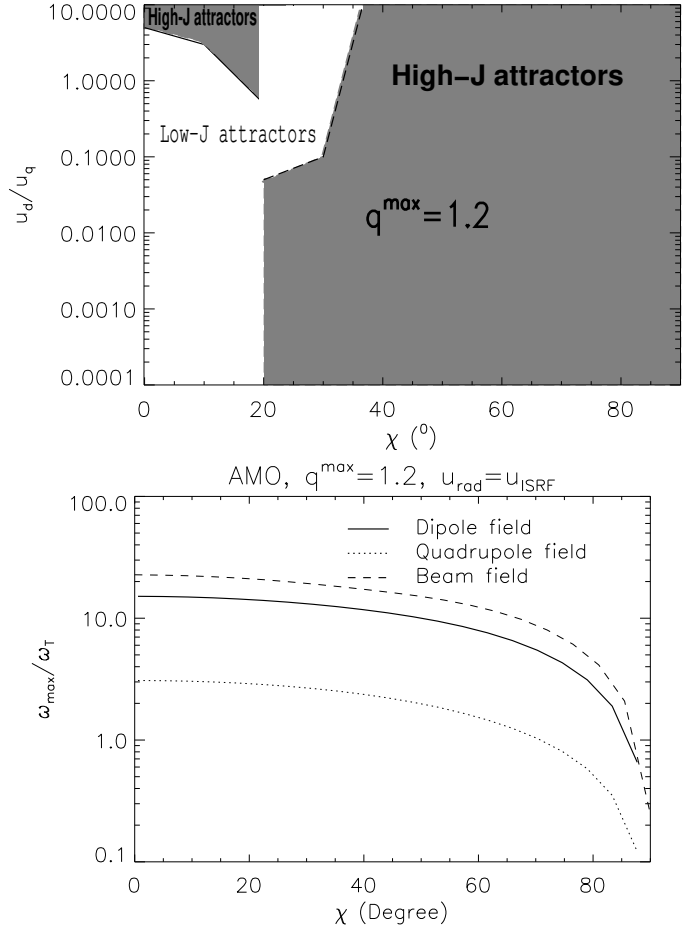 10.0000
High-J attractors
1.0000
High-J attractors
Low-J attractors
0.1000
u_d/u_q
q^max=1.2
0.0100
0.0010
0.0001
0 20 40 60 80
χ (⁰)
AMO, q^max=1.2, u_rad=u_ISRF
100.0
Dipole field
Quadrupole field
Beam field
10.0
ω_max/ω_T
1.0
0.1
0 20 40 60 80
χ (Degree)